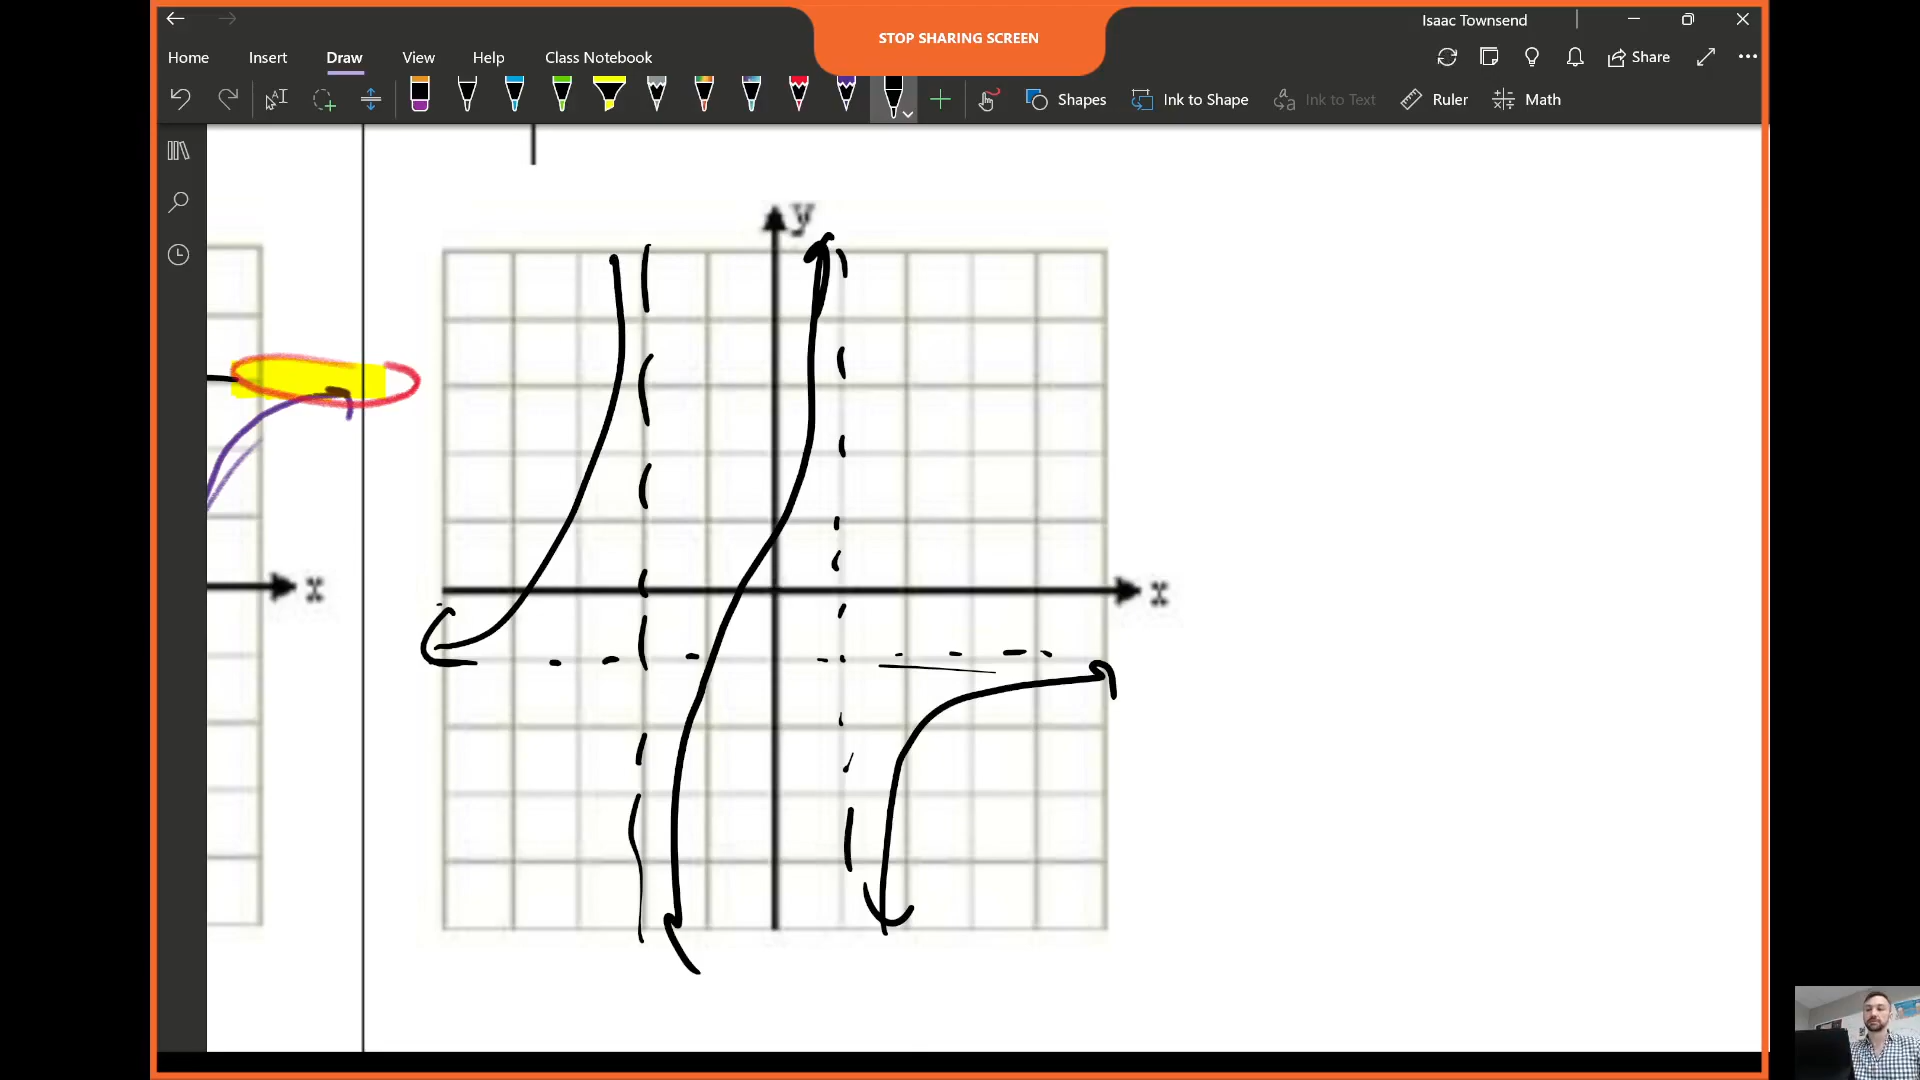 Isaac Townsend
STOP SHARING SCREEN
Home Insert Draw View Help Class Notebook
Share
Shapes Ink to Shape Ink to Text Ruler Math
y
x
x